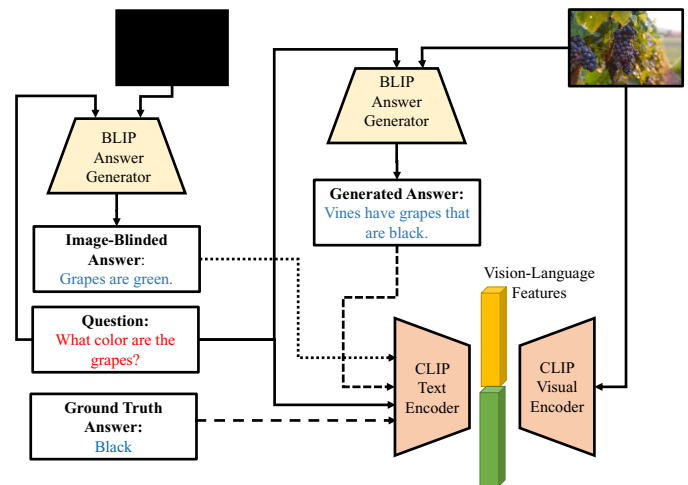 BLIP
Answer
Generator
BLIP
Answer
Generator
Image-Blinded
Answer:
Grapes are green.
Generated Answer:
Vines have grapes that
are black.
Question:
What color are the
grapes?
Ground Truth
Answer:
Black
Vision-Language
Features
CLIP
Text
Encoder
CLIP
Visual
Encoder